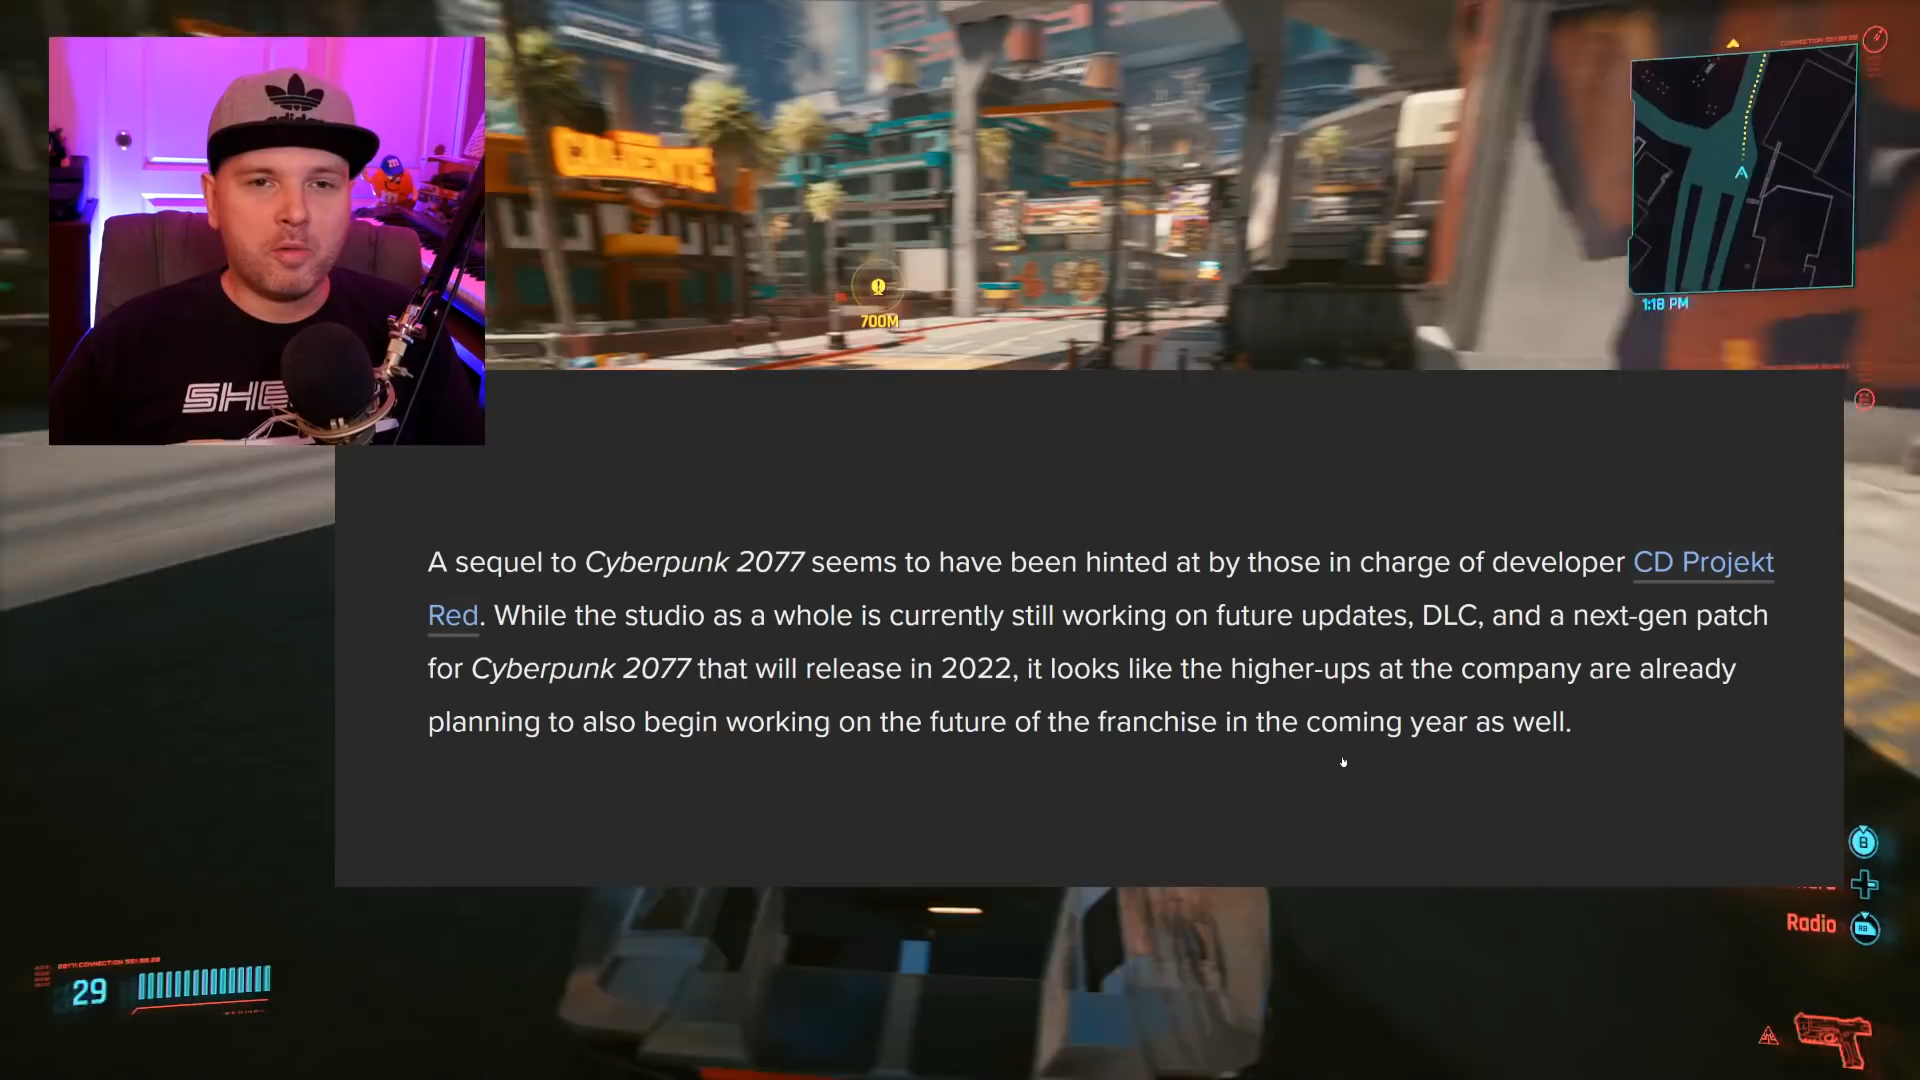 adidas
CALIENTE
1:18 PM
700M
SHE
A sequel to Cyberpunk 2077 seems to have been hinted at by those in charge of developer CD Projekt
Red. While the studio as a whole is currently still working on future updates, DLC, and a next-gen patch
for Cyberpunk 2077 that will release in 2022, it looks like the higher-ups at the company are already
planning to also begin working on the future of the franchise in the coming year as well.
B
Radio
RB
29